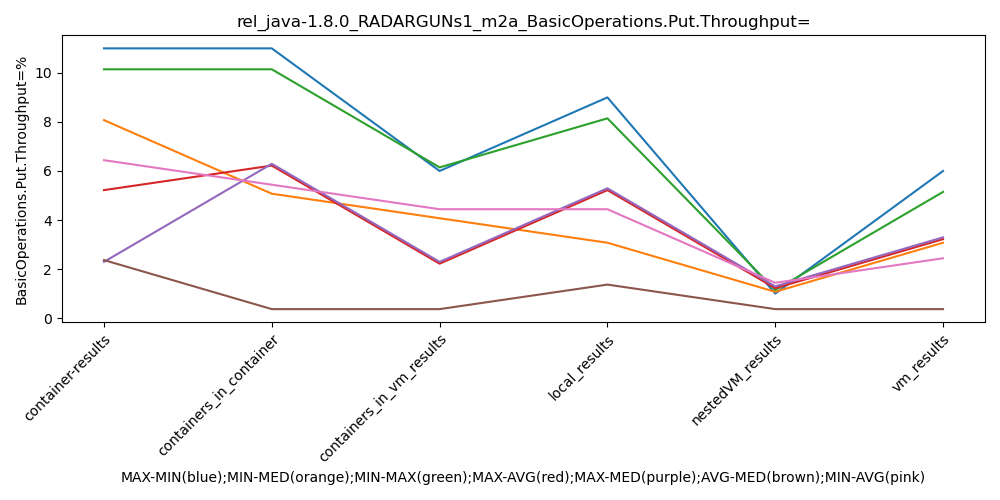 rel_java-1.8.0_RADARGUNs1_m2a_BasicOperations.Put.Throughput=
BasicOperations.Put.Throughput=%
10
8
6
4
2
0
container-results
containers_in_container
containers_in_vm_results
local_results
nestedVM_results
vm_results
MAX-MIN(blue);MIN-MED(orange);MIN-MAX(green);MAX-AVG(red);MAX-MED(purple);AVG-MED(brown);MIN-AVG(pink)